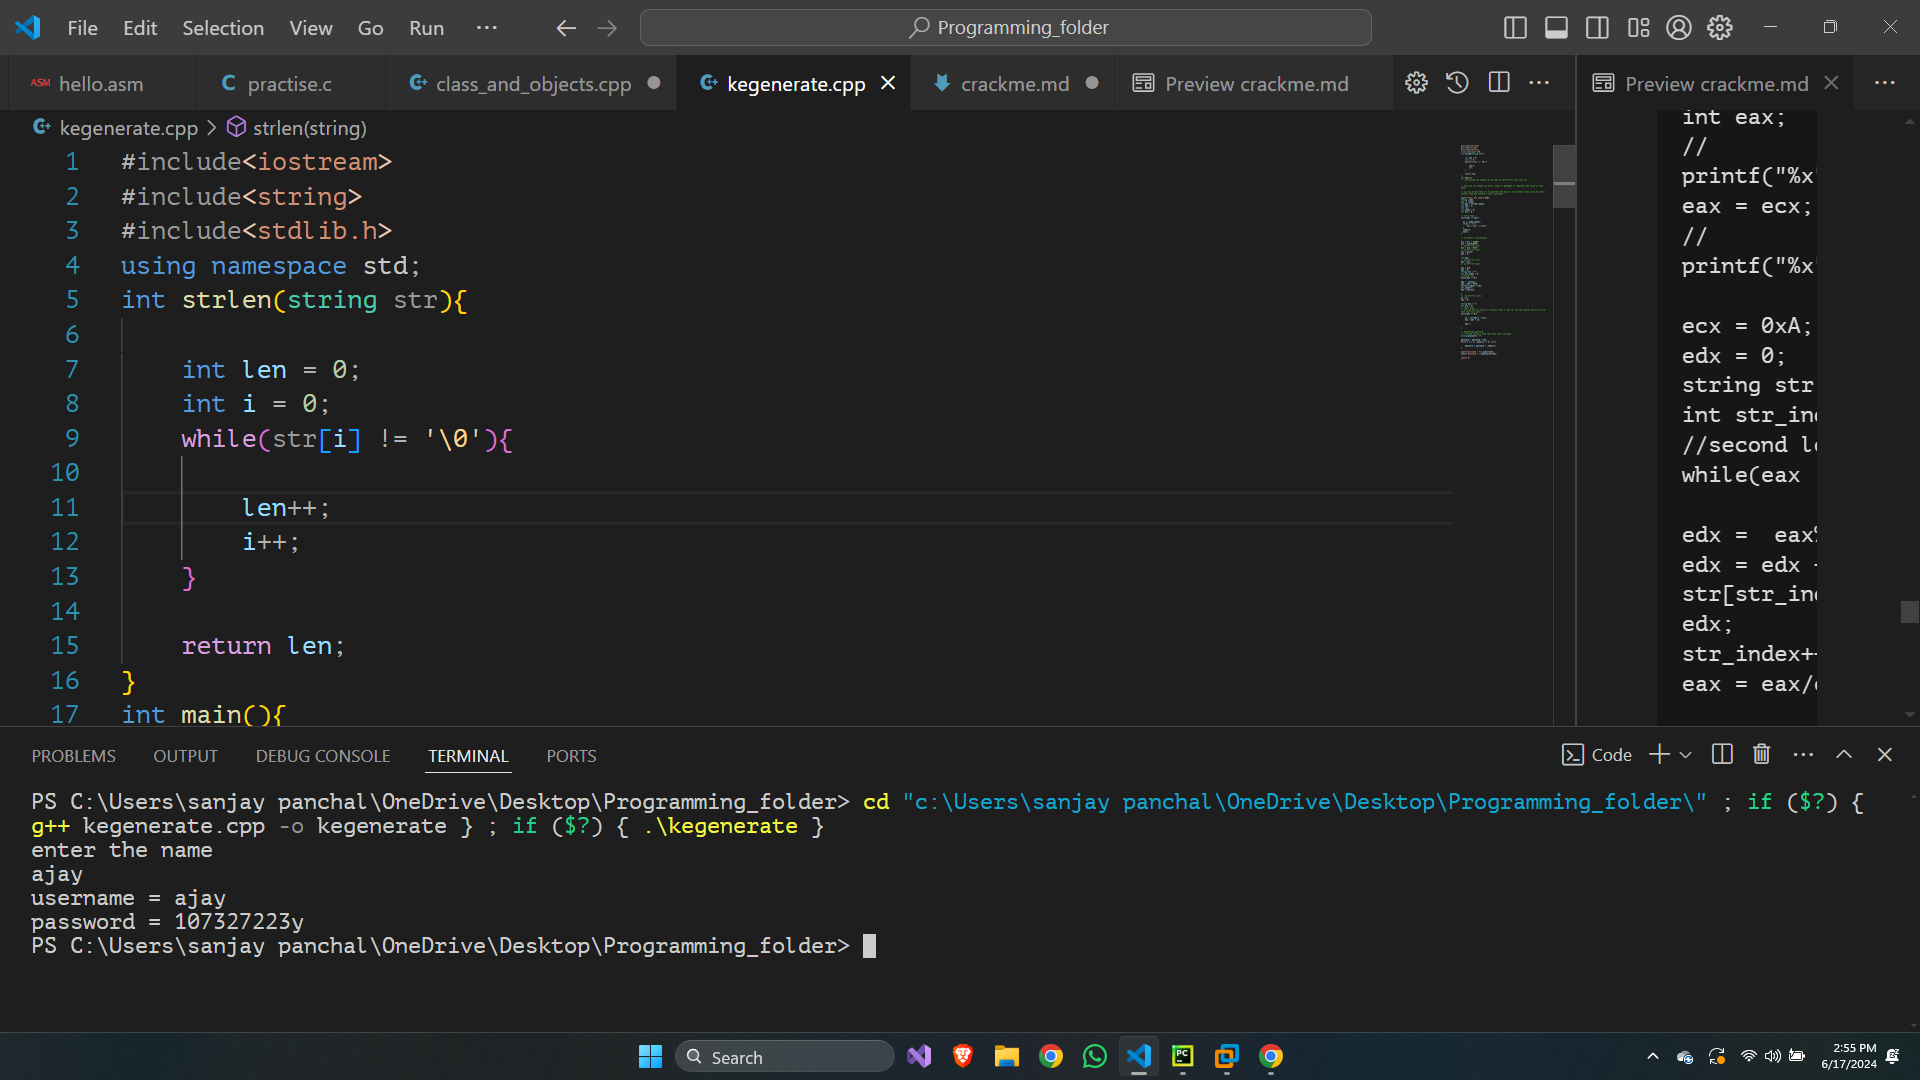 File Edit Selection View Go Run ··· Programming_folder
ASM hello.asm C practise.c class_and_objects.cpp kegenerate.cpp crackme.md Preview crackme.md ··· Preview crackme.md ···
kegenerate.cpp > strlen(string)
1 #include<iostream>
2 #include<string>
3 #include<stdlib.h>
4 using namespace std;
5 int strlen(string str){
6
7 int len = 0;
8 int i = 0;
9 while(str[i] != '\0'){
10
11 len++;
12 i++;
13 }
14
15 return len;
16 }
17 int main(){
int eax;
//
printf("%x
eax = ecx;
//
printf("%x
ecx = 0xA;
edx = 0;
string str
int str_in
//second l
while(eax
edx = eax%
edx = edx
str[str_in
edx;
str_index+
eax = eax/
PROBLEMS OUTPUT DEBUG CONSOLE TERMINAL PORTS Code
PS C:\Users\sanjay panchal\OneDrive\Desktop\Programming_folder> cd "c:\Users\sanjay panchal\OneDrive\Desktop\Programming_folder\" ; if ($?) {
g++ kegenerate.cpp -o kegenerate } ; if ($?) { .\kegenerate }
enter the name
ajay
username = ajay
password = 107327223y
PS C:\Users\sanjay panchal\OneDrive\Desktop\Programming_folder>
Search
2:55 PM
6/17/2024